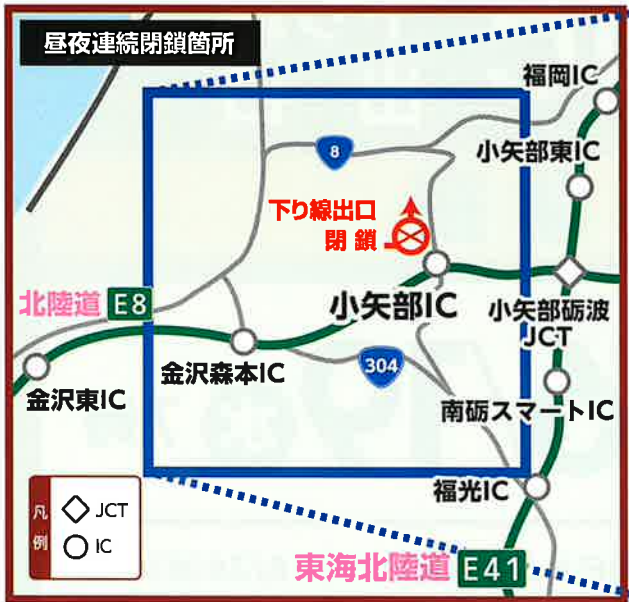 昼夜連続閉鎖箇所
福岡IC
8
小矢部東IC
下り線出口
閉鎖
北陸道 E8
小矢部IC
小矢部砺波
JCT
金沢森本IC
304
金沢東IC
南砺スマートIC
福光IC
凡例
JCT
IC
東海北陸道 E41